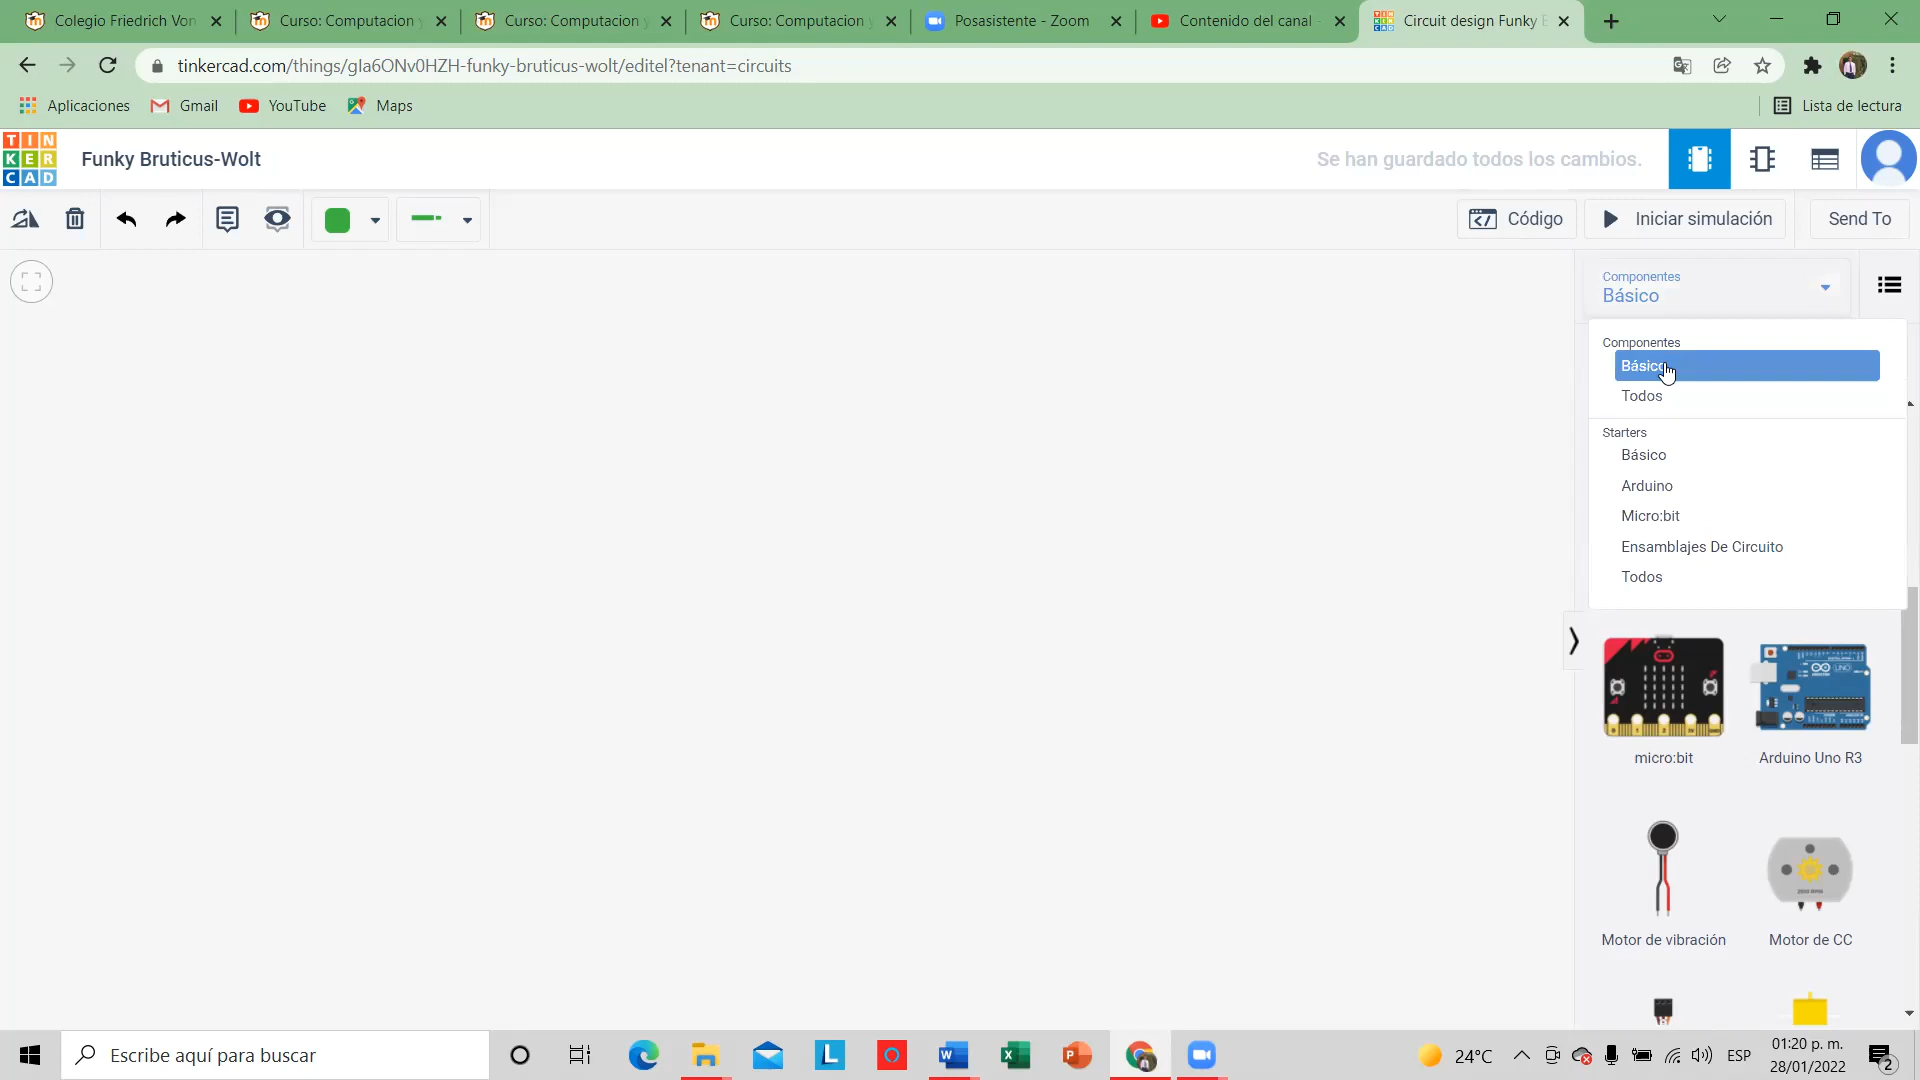 Colegio Friedrich Von
Curso: Computacion y
Curso: Computacion y
Curso: Computacion y
Posasistente - Zoom
Contenido del canal
Circuit design Funky B
tinkercad.com/things/gla6ONv0HZH-funky-bruticus-wolt/editel?tenant=circuits
Aplicaciones
Gmail
YouTube
Maps
Lista de lectura
TIN
KER
CAD
Funky Bruticus-Wolt
Se han guardado todos los cambios.
Código
Iniciar simulación
Send To
Componentes
Básico
Componentes
Básico
Todos
Starters
Básico
Arduino
Micro:bit
Ensamblajes De Circuito
Todos
micro:bit
Arduino Uno R3
Motor de vibración
Motor de CC
Escribe aquí para buscar
24°C
ESP
01:20 p. m.
28/01/2022
2